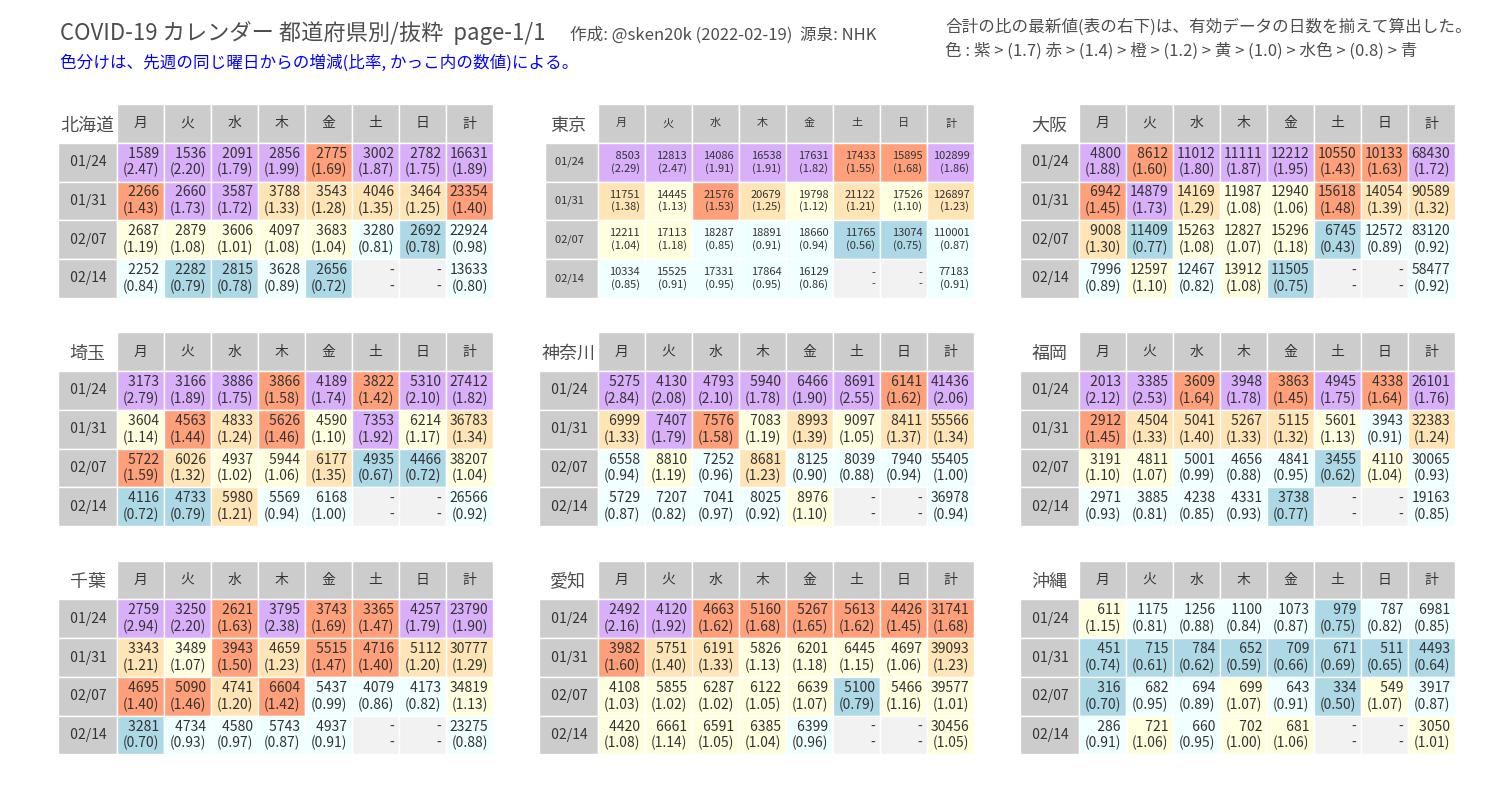 COVID-19 カレンダー 都道府県別/抜粋 page-1/1 作成: @sken20k (2022-02-19) 源泉: NHK
合計の比の最新値(表の右下)は、有効データの日数を揃えて算出した。
色分けは、先週の同じ曜日からの増減(比率, かっこ内の数値)による。
色 : 紫 > (1.7) 赤 > (1.4) > 橙 > (1.2) > 黄 > (1.0) > 水色 > (0.8) > 青
北海道 月 火 水 木 金 土 日 計
01/24 1589 1536 2091 2856 2775 3002 2782 16631
(2.47) (2.20) (1.79) (1.99) (1.69) (1.87) (1.75) (1.89)
01/31 2266 2660 3587 3788 3543 4046 3464 23354
(1.43) (1.73) (1.72) (1.33) (1.28) (1.35) (1.25) (1.40)
02/07 2687 2879 3606 4097 3683 3280 2692 22924
(1.19) (1.08) (1.01) (1.08) (1.04) (0.81) (0.78) (0.98)
02/14 2252 2282 2815 3628 2656 - - 13633
(0.84) (0.79) (0.78) (0.89) (0.72) - - (0.80)
東京 月 火 水 木 金 土 日 計
01/24 8503 12813 14086 16538 17631 17433 15895 102899
(2.29) (2.47) (1.91) (1.91) (1.82) (1.55) (1.68) (1.86)
01/31 11751 14445 21576 20679 19798 21122 17526 126897
(1.38) (1.13) (1.53) (1.25) (1.12) (1.21) (1.10) (1.23)
02/07 12211 17113 18287 18891 18660 11765 13074 110001
(1.04) (1.18) (0.85) (0.91) (0.94) (0.56) (0.75) (0.87)
02/14 10334 15525 17331 17864 16129 - - 77183
(0.85) (0.91) (0.95) (0.95) (0.86) - - (0.91)
大阪 月 火 水 木 金 土 日 計
01/24 4800 8612 11012 11111 12212 10550 10133 68430
(1.88) (1.60) (1.80) (1.87) (1.95) (1.43) (1.63) (1.72)
01/31 6942 14879 14169 11987 12940 15618 14054 90589
(1.45) (1.73) (1.29) (1.08) (1.06) (1.48) (1.39) (1.32)
02/07 9008 11409 15263 12827 15296 6745 12572 83120
(1.30) (0.77) (1.08) (1.07) (1.18) (0.43) (0.89) (0.92)
02/14 7996 12597 12467 13912 11505 - - 58477
(0.89) (1.10) (0.82) (1.08) (0.75) - - (0.92)
埼玉 月 火 水 木 金 土 日 計
01/24 3173 3166 3886 3866 4189 3822 5310 27412
(2.79) (1.89) (1.75) (1.58) (1.74) (1.42) (2.10) (1.82)
01/31 3604 4563 4833 5626 4590 7353 6214 36783
(1.14) (1.44) (1.24) (1.46) (1.10) (1.92) (1.17) (1.34)
02/07 5722 6026 4937 5944 6177 4935 4466 38207
(1.59) (1.32) (1.02) (1.06) (1.35) (0.67) (0.72) (1.04)
02/14 4116 4733 5980 5569 6168 - - 26566
(0.72) (0.79) (1.21) (0.94) (1.00) - - (0.92)
神奈川 月 火 水 木 金 土 日 計
01/24 5275 4130 4793 5940 6466 8691 6141 41436
(2.84) (2.08) (2.10) (1.78) (1.90) (2.55) (1.62) (2.06)
01/31 6999 7407 7576 7083 8993 9097 8411 55566
(1.33) (1.79) (1.58) (1.19) (1.39) (1.05) (1.37) (1.34)
02/07 6558 8810 7252 8681 8125 8039 7940 55405
(0.94) (1.19) (0.96) (1.23) (0.90) (0.88) (0.94) (1.00)
02/14 5729 7207 7041 8025 8976 - - 36978
(0.87) (0.82) (0.97) (0.92) (1.10) - - (0.94)
福岡 月 火 水 木 金 土 日 計
01/24 2013 3385 3609 3948 3863 4945 4338 26101
(2.12) (2.53) (1.64) (1.78) (1.45) (1.75) (1.64) (1.76)
01/31 2912 4504 5041 5267 5115 5601 3943 32383
(1.45) (1.33) (1.40) (1.33) (1.32) (1.13) (0.91) (1.24)
02/07 3191 4811 5001 4656 4841 3455 4110 30065
(1.10) (1.07) (0.99) (0.88) (0.95) (0.62) (1.04) (0.93)
02/14 2971 3885 4238 4331 3738 - - 19163
(0.93) (0.81) (0.85) (0.93) (0.77) - - (0.85)
千葉 月 火 水 木 金 土 日 計
01/24 2759 3250 2621 3795 3743 3365 4257 23790
(2.94) (2.20) (1.63) (2.38) (1.69) (1.47) (1.79) (1.90)
01/31 3343 3489 3943 4659 5515 4716 5112 30777
(1.21) (1.07) (1.50) (1.23) (1.47) (1.40) (1.20) (1.29)
02/07 4695 5090 4741 6604 5437 4079 4173 34819
(1.40) (1.46) (1.20) (1.42) (0.99) (0.86) (0.82) (1.13)
02/14 3281 4734 4580 5743 4937 - - 23275
(0.70) (0.93) (0.97) (0.87) (0.91) - - (0.88)
愛知 月 火 水 木 金 土 日 計
01/24 2492 4120 4663 5160 5267 5613 4426 31741
(2.16) (1.92) (1.62) (1.68) (1.65) (1.62) (1.45) (1.68)
01/31 3982 5751 6191 5826 6201 6445 4697 39093
(1.60) (1.40) (1.33) (1.13) (1.18) (1.15) (1.06) (1.23)
02/07 4108 5855 6287 6122 6639 5100 5466 39577
(1.03) (1.02) (1.02) (1.05) (1.07) (0.79) (1.16) (1.01)
02/14 4420 6661 6591 6385 6399 - - 30456
(1.08) (1.14) (1.05) (1.04) (0.96) - - (1.05)
沖縄 月 火 水 木 金 土 日 計
01/24 611 1175 1256 1100 1073 979 787 6981
(1.15) (0.81) (0.88) (0.84) (0.87) (0.75) (0.82) (0.85)
01/31 451 715 784 652 709 671 511 4493
(0.74) (0.61) (0.62) (0.59) (0.66) (0.69) (0.65) (0.64)
02/07 316 682 694 699 643 334 549 3917
(0.70) (0.95) (0.89) (1.07) (0.91) (0.50) (1.07) (0.87)
02/14 286 721 660 702 681 - - 3050
(0.91) (1.06) (0.95) (1.00) (1.06) - - (1.01)